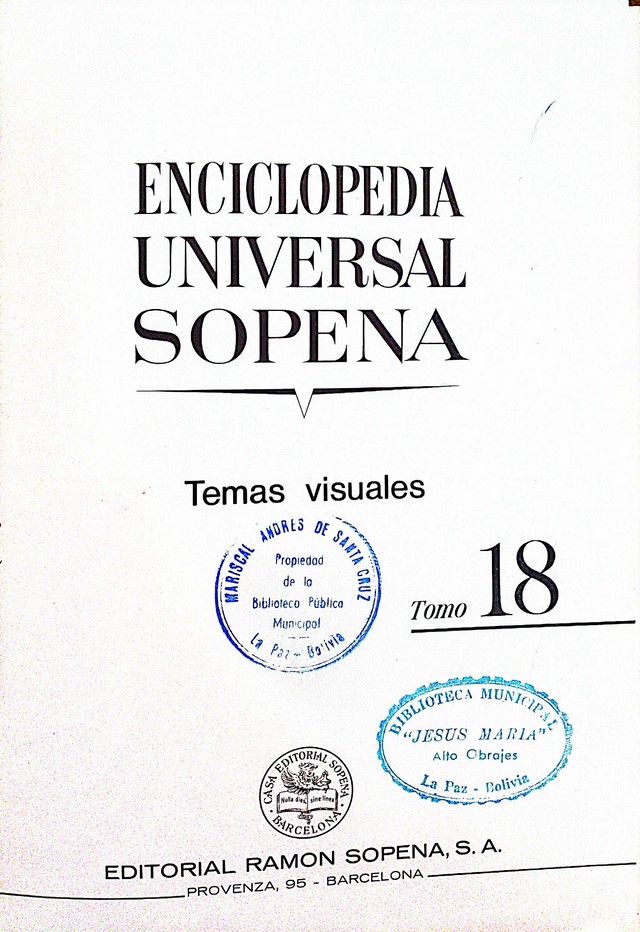 ENCICLOPEDIA
UNIVERSAL
SOPENA
Temas visuales
MARISCAL ANDRES DE SANTA CRUZ
Propiedad
de la
Biblioteca Pública
Municipal
La Paz - Bolivia
Tomo 18
BIBLIOTECA MUNICIPAL
"JESUS MARIA"
Alto Obrajes
La Paz - Bolivia
CASA EDITORIAL SOPENA
Nulla dies sine linea
BARCELONA
EDITORIAL RAMON SOPENA, S. A.
PROVENZA, 95 - BARCELONA